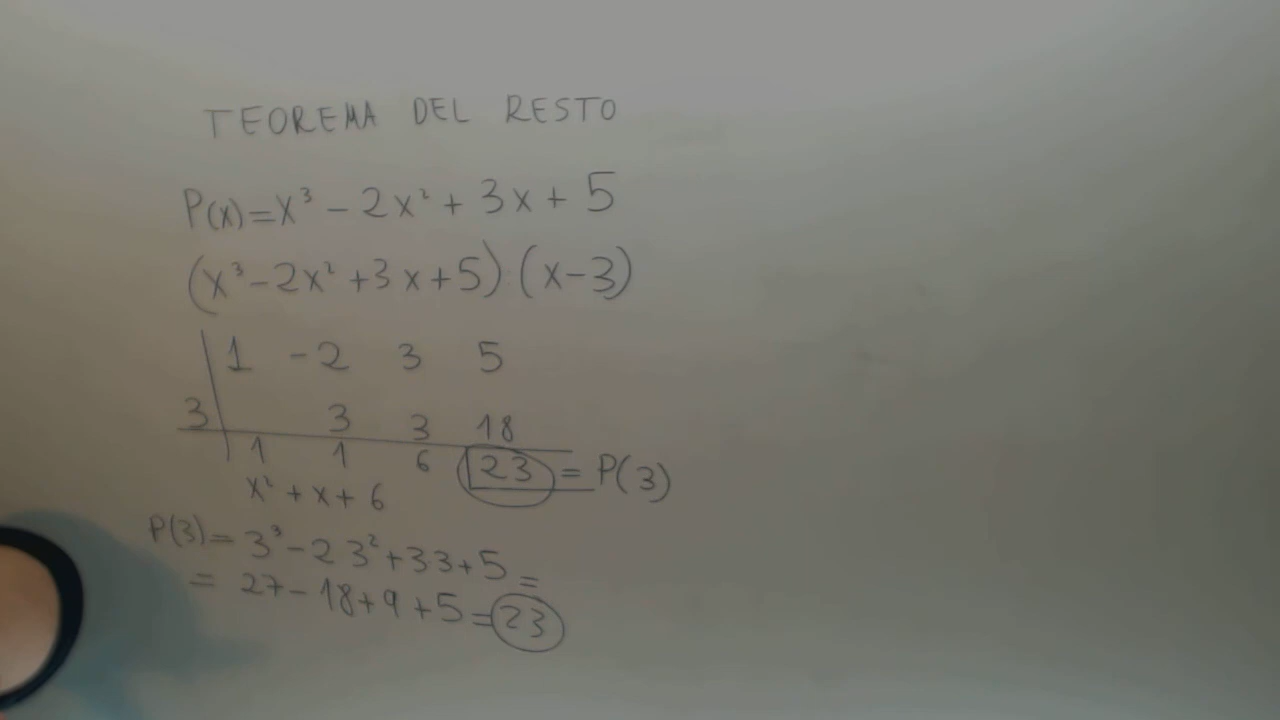 TEOREMA DEL RESTO
P(x)=x³-2x²+3x+5
(x³-2x²+3x+5)(x-3)
1 -2 3 5
3 3 3 18
1 1 6 23 = P(3)
x²+x+6
P(3)=3³-2 3²+3 3+5=
= 27-18+9+5=23